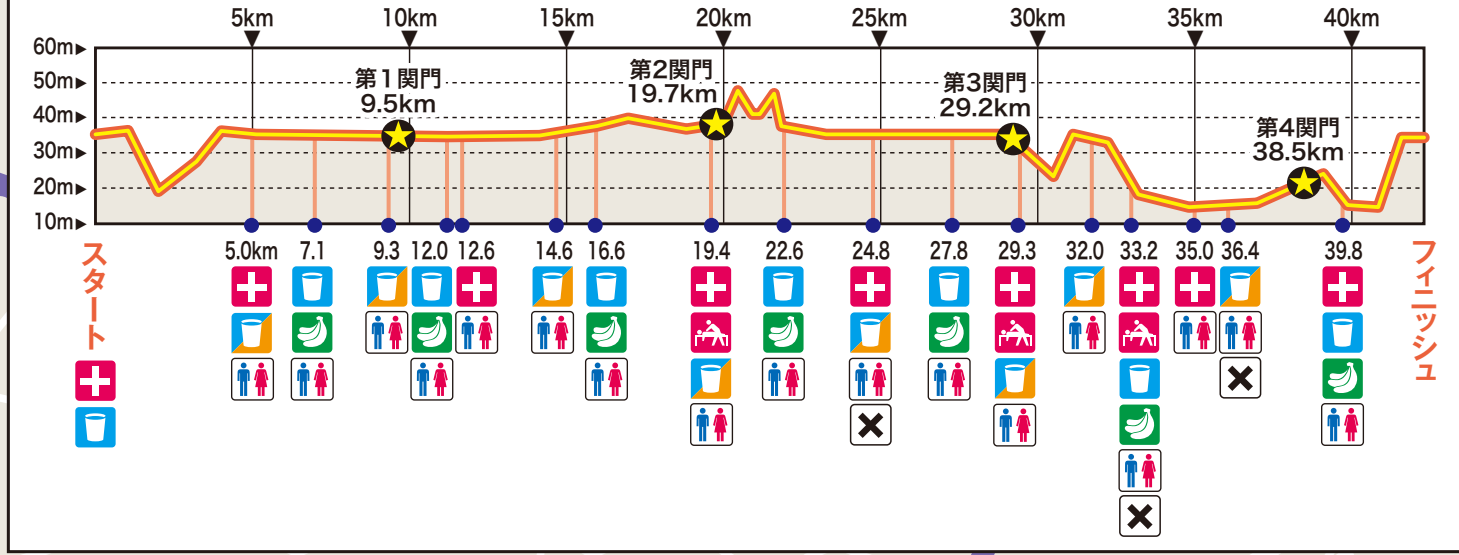 5km 10km 15km 20km 25km 30km 35km 40km
60m
50m
40m
30m
20m
10m
第1関門
9.5km
第2関門
19.7km
第3関門
29.2km
第4関門
38.5km
スタート
5.0km 7.1 9.3 12.0 12.6 14.6 16.6 19.4 22.6 24.8 27.8 29.3 32.0 33.2 35.0 36.4 39.8
フィニッシュ